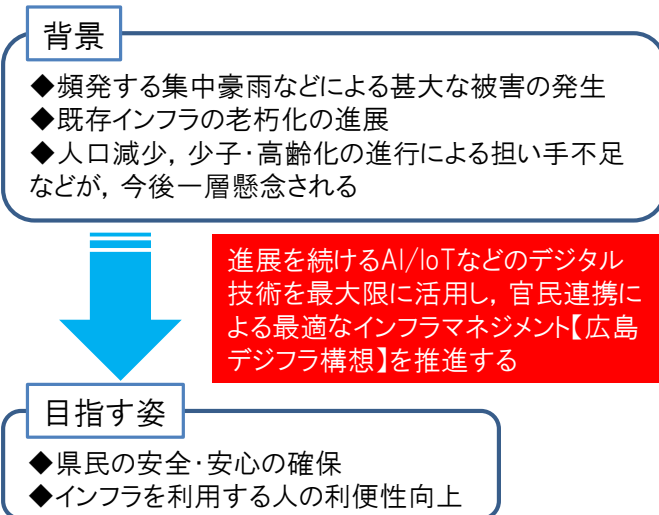 背景
◆頻発する集中豪雨などによる甚大な被害の発生
◆既存インフラの老朽化の進展
◆人口減少，少子・高齢化の進行による担い手不足
などが，今後一層懸念される
進展を続けるAI/IoTなどのデジタル
技術を最大限に活用し，官民連携に
よる最適なインフラマネジメント【広島
デジフラ構想】を推進する
目指す姿
◆県民の安全・安心の確保
◆インフラを利用する人の利便性向上